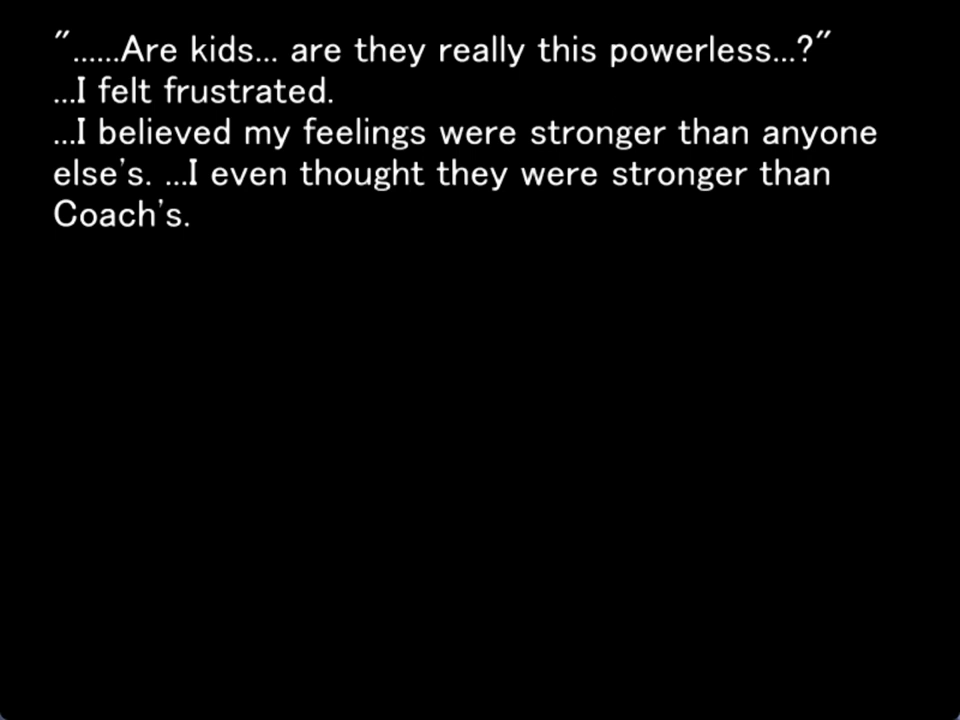 "......Are kids... are they really this powerless...?"
...I felt frustrated.
...I believed my feelings were stronger than anyone
else's. ...I even thought they were stronger than
Coach's.